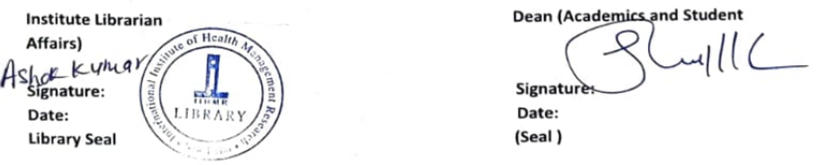 Institute Librarian
Dean (Academics and Student
Affairs)
Ashok Kumar
Signature:
Signature:
Date:
Date:
Library Seal
(Seal )
International Institute of Health Management Research
IIHMR
LIBRARY